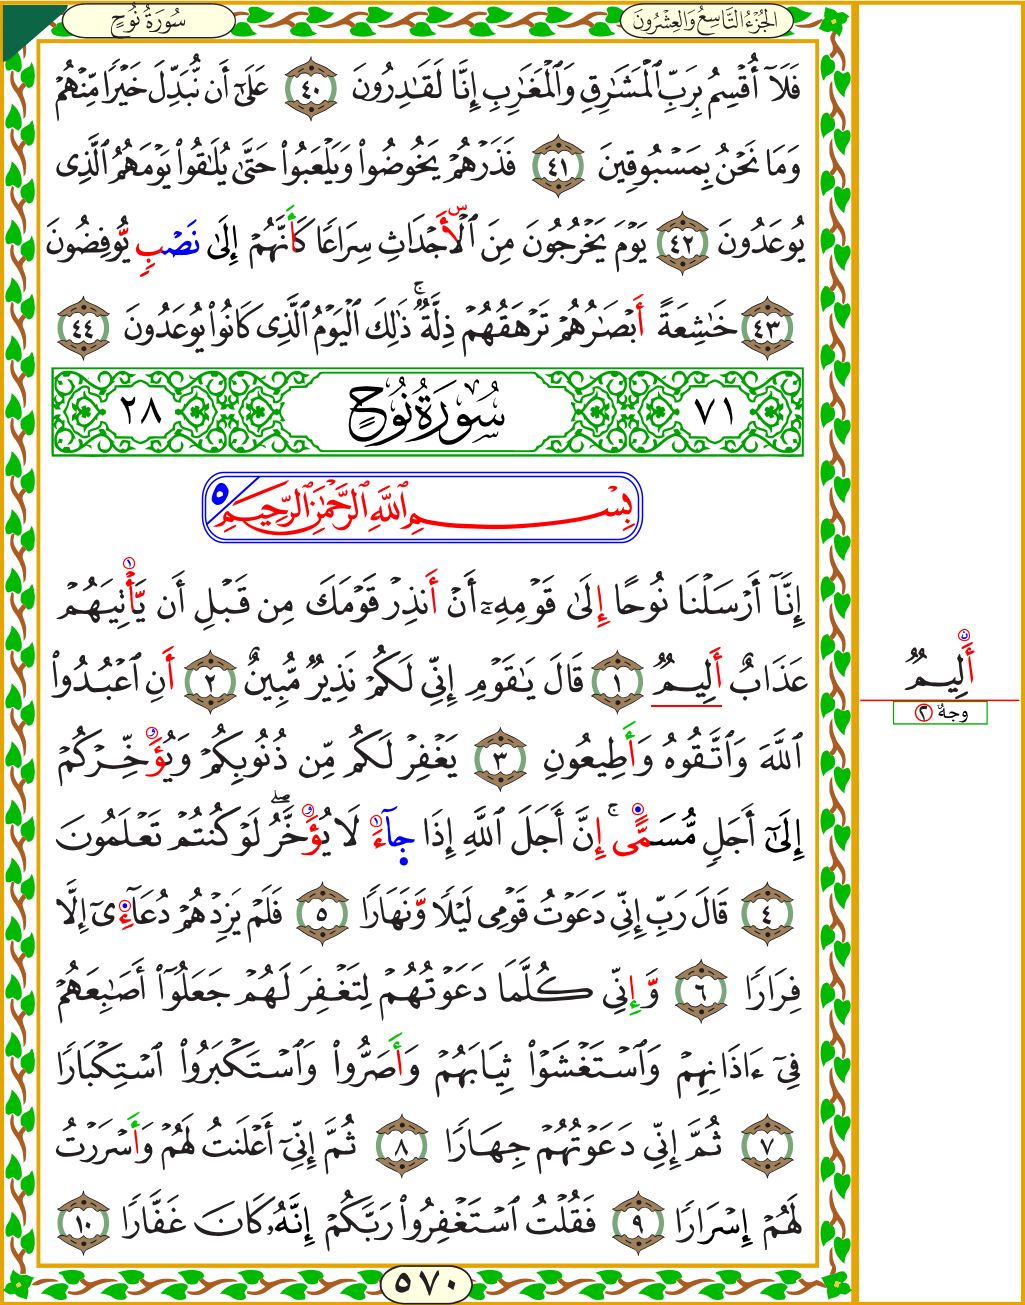 الجُزْءُ التَّاسِعُ وَالعِشْرُونَ
سُورَةُ نُوحٍ
فَلَآ أُقْسِمُ بِرَبِّ ٱلْمَشَٰرِقِ وَٱلْمَغَٰرِبِ إِنَّا لَقَٰدِرُونَ ٤٠ عَلَىٰٓ أَن نُّبَدِّلَ خَيْرًا مِّنْهُمْ
وَمَا نَحْنُ بِمَسْبُوقِينَ ٤١ فَذَرْهُمْ يَخُوضُوا۟ وَيَلْعَبُوا۟ حَتَّىٰ يُلَٰقُوا۟ يَوْمَهُمُ ٱلَّذِى
يُوعَدُونَ ٤٢ يَوْمَ يَخْرُجُونَ مِنَ ٱلْأَجْدَاثِ سِرَاعًا كَأَنَّهُمْ إِلَىٰ نَصْبٍ يُوفِضُونَ
٤٣ خَٰشِعَةً أَبْصَٰرُهُمْ تَرْهَقُهُمْ ذِلَّةٌ ۚ ذَٰلِكَ ٱلْيَوْمُ ٱلَّذِى كَانُوا۟ يُوعَدُونَ ٤٤
٧١ سُورَةُ نُوحٍ ٢٨
بِسْمِ ٱللَّهِ ٱلرَّحْمَٰنِ ٱلرَّحِيمِ ٥
إِنَّآ أَرْسَلْنَا نُوحًا إِلَىٰ قَوْمِهِۦٓ أَنْ أَنذِرْ قَوْمَكَ مِن قَبْلِ أَن يَأْتِيَهُمْ
عَذَابٌ أَلِيمٌ ١ قَالَ يَٰقَوْمِ إِنِّى لَكُمْ نَذِيرٌ مُّبِينٌ ٢ أَنِ ٱعْبُدُوا۟
ٱللَّهَ وَٱتَّقُوهُ وَأَطِيعُونِ ٣ يَغْفِرْ لَكُم مِّن ذُنُوبِكُمْ وَيُؤَخِّرْكُمْ
إِلَىٰٓ أَجَلٍ مُّسَمًّى ۚ إِنَّ أَجَلَ ٱللَّهِ إِذَا جَآءَ لَا يُؤَخَّرُ ۖ لَوْ كُنتُمْ تَعْلَمُونَ
٤ قَالَ رَبِّ إِنِّى دَعَوْتُ قَوْمِى لَيْلًا وَنَهَارًا ٥ فَلَمْ يَزِدْهُمْ دُعَآءِىٓ إِلَّا
فِرَارًا ٦ وَإِنِّى كُلَّمَا دَعَوْتُهُمْ لِتَغْفِرَ لَهُمْ جَعَلُوٓا۟ أَصَٰبِعَهُمْ
فِىٓ ءَاذَانِهِمْ وَٱسْتَغْشَوْا۟ ثِيَابَهُمْ وَأَصَرُّوا۟ وَٱسْتَكْبَرُوا۟ ٱسْتِكْبَارًا
٧ ثُمَّ إِنِّى دَعَوْتُهُمْ جِهَارًا ٨ ثُمَّ إِنِّىٓ أَعْلَنتُ لَهُمْ وَأَسْرَرْتُ
لَهُمْ إِسْرَارًا ٩ فَقُلْتُ ٱسْتَغْفِرُوا۟ رَبَّكُمْ إِنَّهُۥ كَانَ غَفَّارًا ١٠
٥٧٠
أَلِيمٌ
وجهٌ ٢